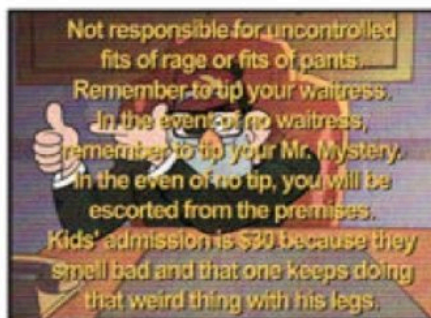 Not responsible for uncontrolled
fits of rage or fits of pants.
Remember to tip your waitress.
In the event of no waitress,
remember to tip your Mr. Mystery.
In the even of no tip, you will be
escorted from the premises.
Kids' admission is $30 because they
smell bad and that one keeps doing
that weird thing with his legs.